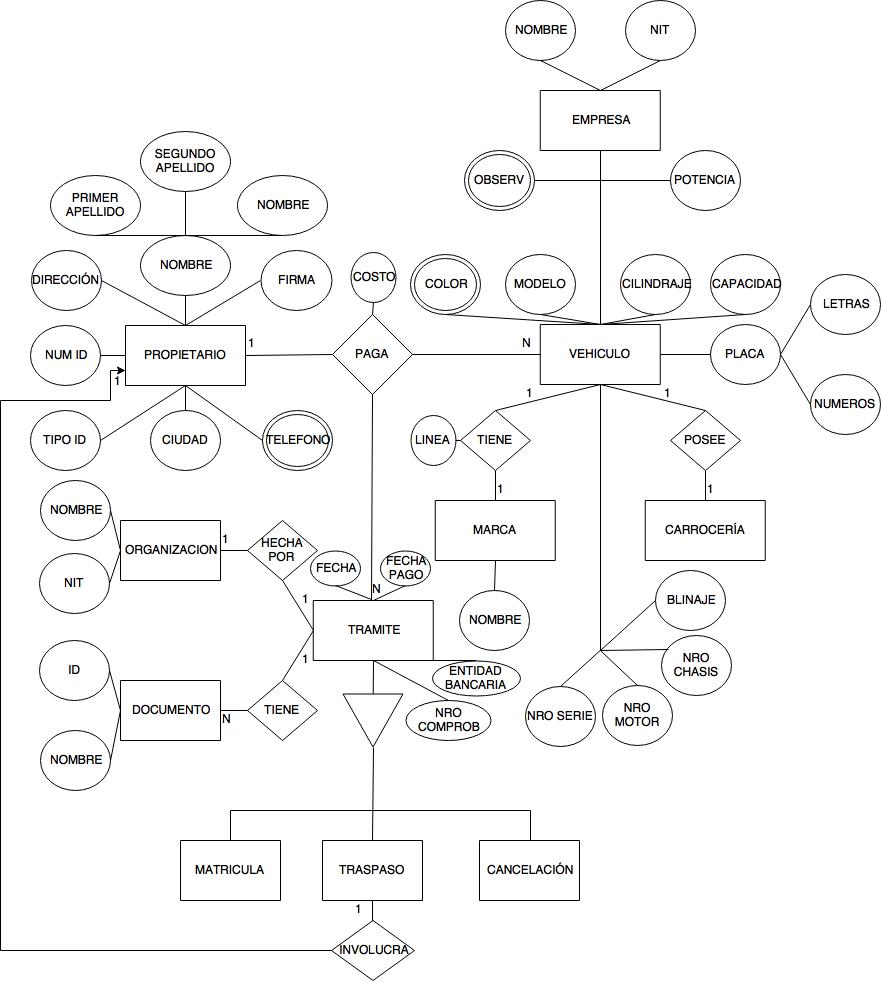 NOMBRE
NIT
EMPRESA
SEGUNDO
APELLIDO
OBSERV
POTENCIA
PRIMER
APELLIDO
NOMBRE
NOMBRE
DIRECCIÓN
FIRMA
COSTO
COLOR
MODELO
CILINDRAJE
CAPACIDAD
LETRAS
NUM ID
PROPIETARIO
1
PAGA
N
VEHICULO
PLACA
1
1
1
NUMEROS
TIPO ID
CIUDAD
TELEFONO
LINEA
TIENE
POSEE
1
1
NOMBRE
MARCA
CARROCERÍA
ORGANIZACION
1
HECHA
POR
NIT
FECHA
FECHA
PAGO
N
1
BLINAJE
NOMBRE
TRAMITE
1
ID
ENTIDAD
BANCARIA
NRO
CHASIS
DOCUMENTO
N
TIENE
NRO
COMPROB
NRO SERIE
NRO
MOTOR
NOMBRE
MATRICULA
TRASPASO
CANCELACIÓN
1
INVOLUCRA